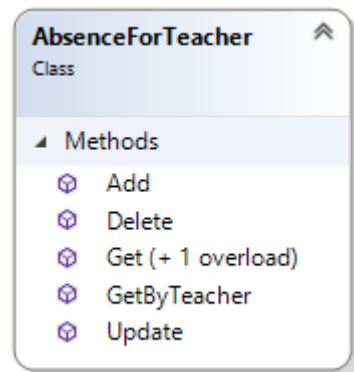 AbsenceForTeacher
Class
Methods
Add
Delete
Get (+ 1 overload)
GetByTeacher
Update